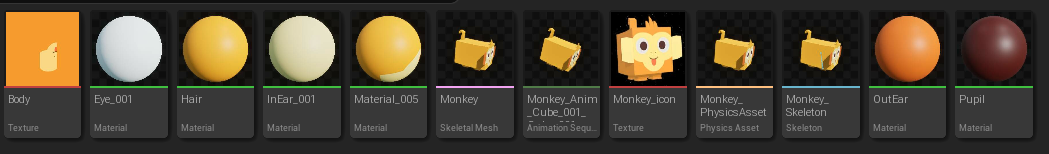 Body
Texture
Eye_001
Material
Hair
Material
InEar_001
Material
Material_005
Material
Monkey
Skeletal Mesh
Monkey_Anim
_Cube_001_
Animation Sequ...
Monkey_icon
Texture
Monkey_
PhysicsAsset
Physics Asset
Monkey_
Skeleton
Skeleton
OutEar
Material
Pupil
Material